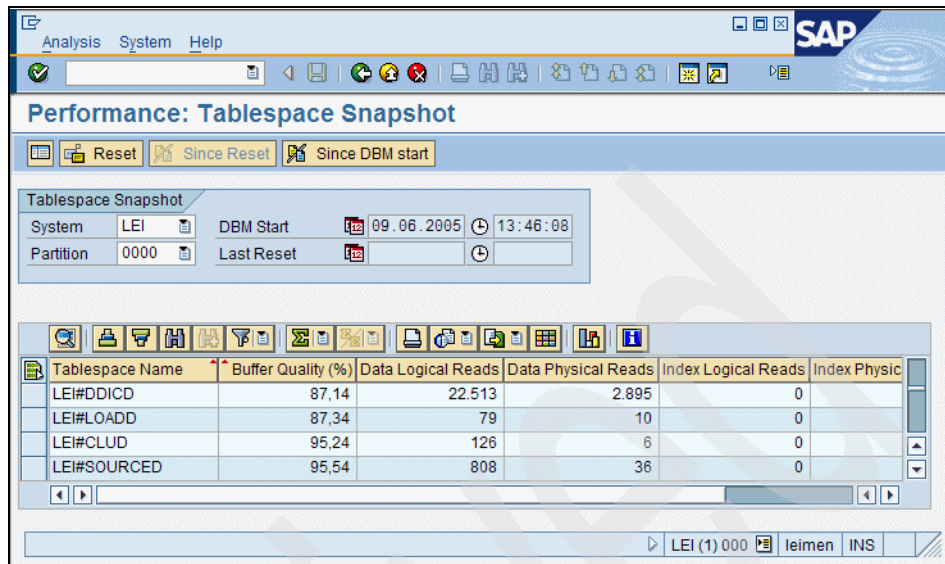 Analysis System Help
SAP
Performance: Tablespace Snapshot
Reset Since Reset Since DBM start
Tablespace Snapshot
System LEI DBM Start 09.06.2005 13:46:08
Partition 0000 Last Reset
Tablespace Name Buffer Quality (%) Data Logical Reads Data Physical Reads Index Logical Reads Index Physic
LEI#DDICD 87,14 22.513 2.895 0
LEI#LOADD 87,34 79 10 0
LEI#CLUD 95,24 126 6 0
LEI#SOURCED 95,54 808 36 0
LEI (1) 000 leimen INS